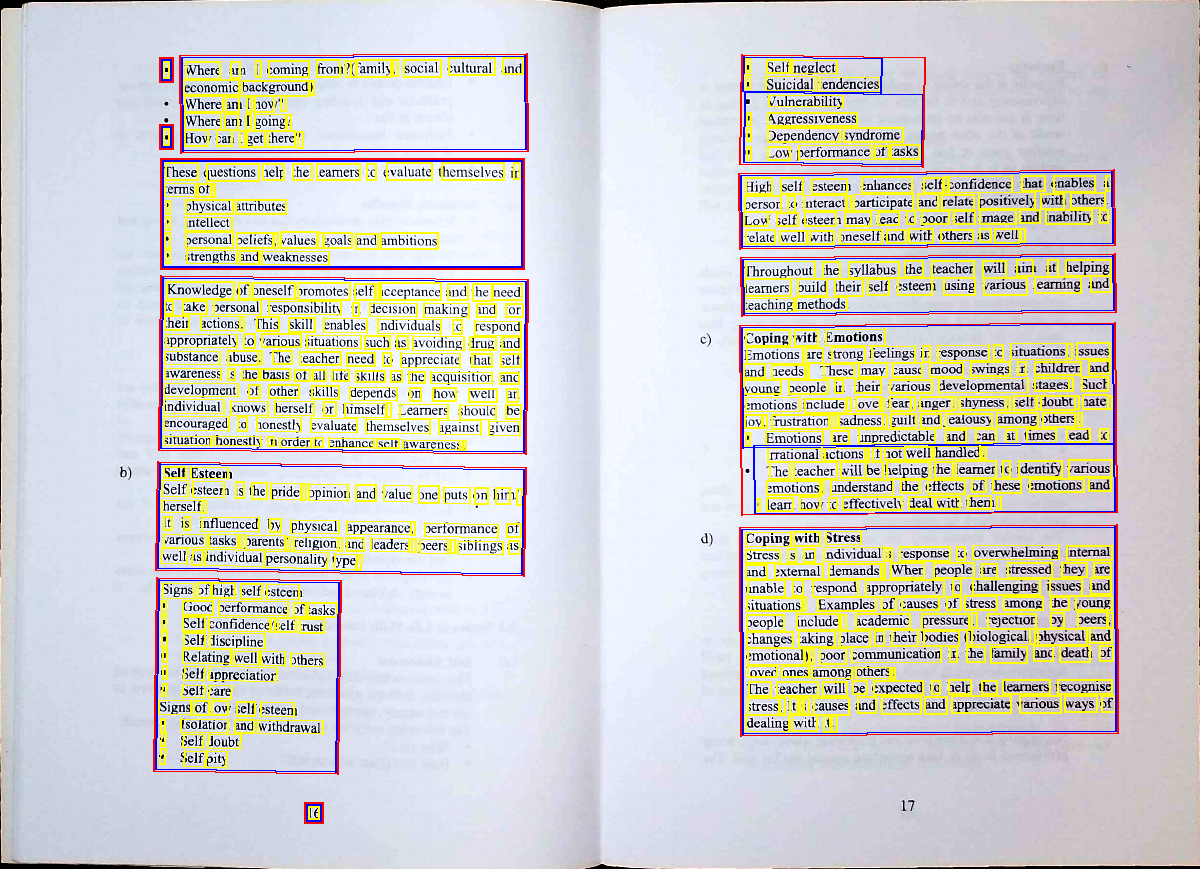 • Where am I coming from?(family, social cultural and
economic background)
• Where am I now?
• Where am I going?
• How can I get there?
These questions help the learners to evaluate themselves in
terms of
• physical attributes
• intellect
• personal beliefs, values, goals and ambitions
• strengths and weaknesses
Knowledge of oneself promotes self acceptance and the need
to take personal responsibility in decision making and or
their actions. This skill enables individuals to respond
appropriately to various situations such as avoiding drug and
substance abuse. The teacher need to appreciate that self
awareness is the basis of all life skills as the acquisition and
development of other skills depends on how well an
individual knows herself or himself. Learners should be
encouraged to honestly evaluate themselves against given
situation honestly in order to enhance self awareness.
b) Self Esteem
Self esteem is the pride, opinion and value one puts on him/
herself.
It is influenced by physical appearance, performance of
various tasks, parents, religion, and leaders, peers, siblings as
well as individual personality type.
Signs of high self esteem
• Good performance of tasks
• Self confidence/self trust
• Self discipline
• Relating well with others
• Self appreciation
• Self care
Signs of low self esteem
• Isolation and withdrawal
• Self doubt
• Self pity
16
• Self neglect
• Suicidal tendencies
• Vulnerability
• Aggressiveness
• Dependency syndrome
• Low performance of tasks
High self esteem enhances self-confidence that enables a
person to interact, participate and relate positively with others.
Low self esteem may lead to poor self image and inability to
relate well with oneself and with others as well.
Throughout the syllabus the teacher will aim at helping
learners build their self esteem using various learning and
teaching methods.
c) Coping with Emotions
Emotions are strong feelings in response to situations, issues
and needs. These may cause mood swings in children and
young people in their various developmental stages. Such
emotions include love, fear, anger, shyness, self-doubt, hate,
joy, frustration, sadness, guilt and jealousy among others.
• Emotions are unpredictable and can at times lead to
irrational actions if not well handled.
• The teacher will be helping the learner to identify various
emotions, understand the effects of these emotions and
learn how to effectively deal with them.
d) Coping with Stress
Stress is an individual's response to overwhelming internal
and external demands. When people are stressed they are
unable to respond appropriately to challenging issues and
situations. Examples of causes of stress among the young
people include academic pressure, rejection by peers,
changes taking place in their bodies (biological, physical and
emotional), poor communication in the family and death of
loved ones among others.
The teacher will be expected to help the learners recognise
stress, its causes and effects and appreciate various ways of
dealing with it.
17